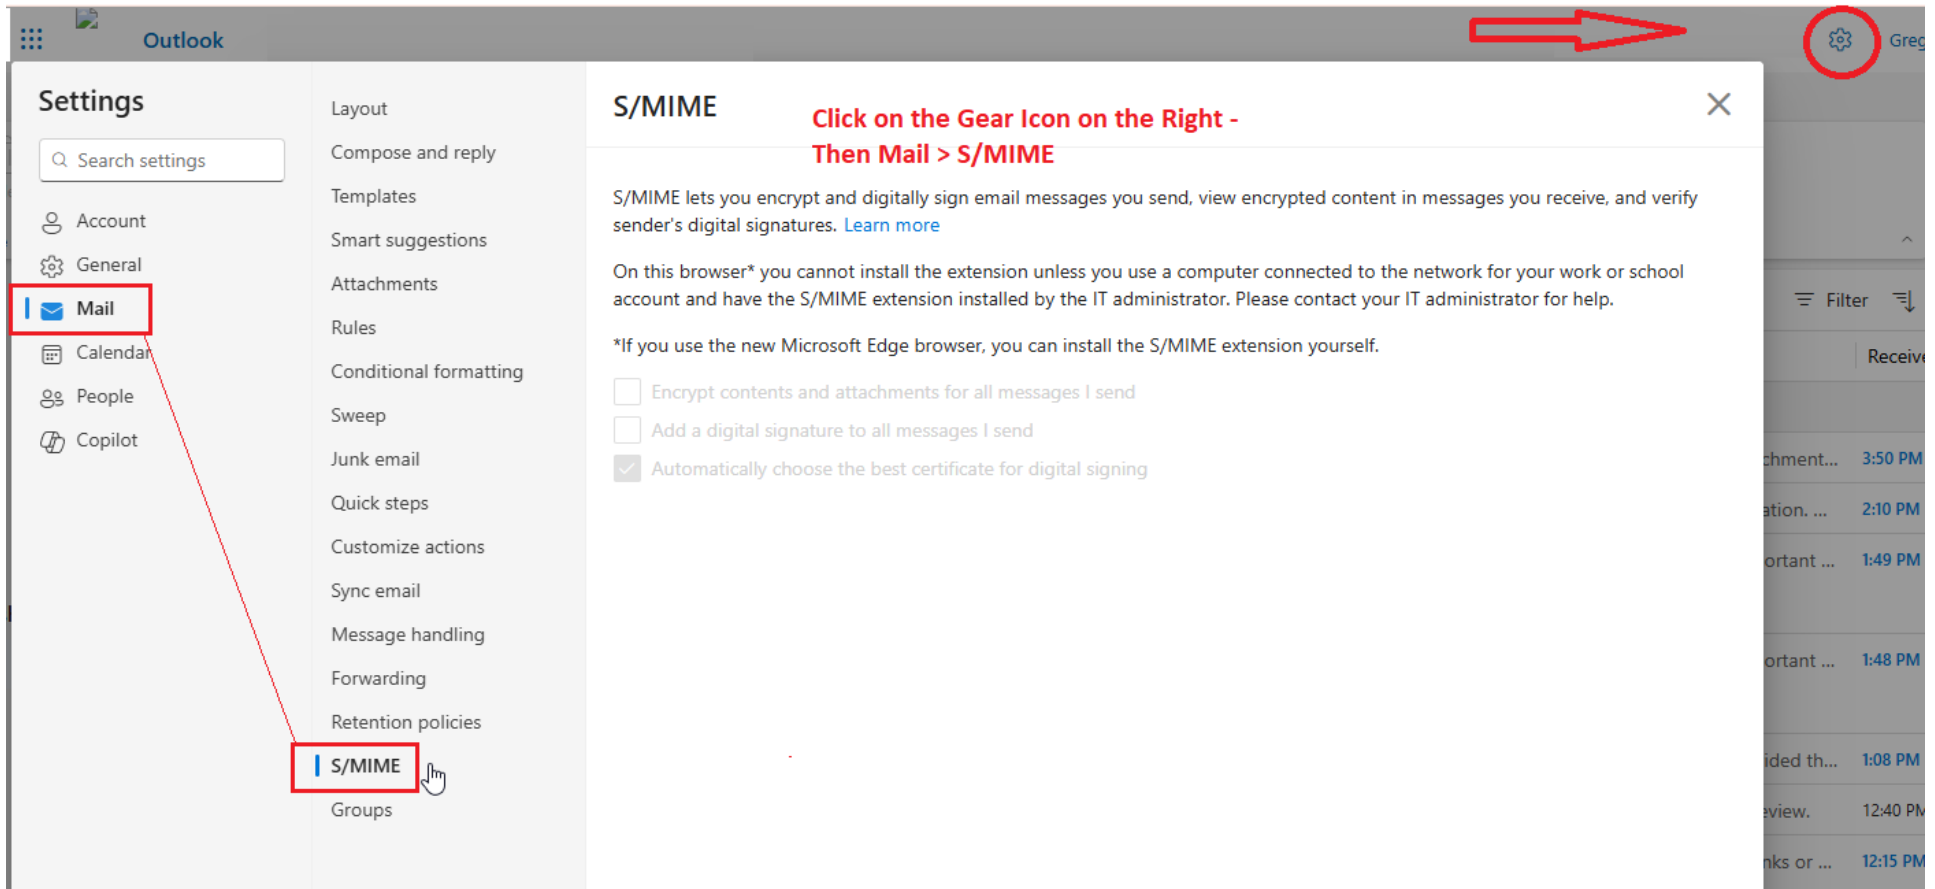 Outlook
Greg
Settings
Search settings
Account
General
Mail
Calendar
People
Copilot
Layout
Compose and reply
Templates
Smart suggestions
Attachments
Rules
Conditional formatting
Sweep
Junk email
Quick steps
Customize actions
Sync email
Message handling
Forwarding
Retention policies
S/MIME
Groups
S/MIME
Click on the Gear Icon on the Right -
Then Mail > S/MIME
S/MIME lets you encrypt and digitally sign email messages you send, view encrypted content in messages you receive, and verify
sender's digital signatures. Learn more
On this browser* you cannot install the extension unless you use a computer connected to the network for your work or school
account and have the S/MIME extension installed by the IT administrator. Please contact your IT administrator for help.
*If you use the new Microsoft Edge browser, you can install the S/MIME extension yourself.
Encrypt contents and attachments for all messages I send
Add a digital signature to all messages I send
Automatically choose the best certificate for digital signing
Filter
Receive
chment... 3:50 PM
ation. ... 2:10 PM
ortant ... 1:49 PM
ortant ... 1:48 PM
ided th... 1:08 PM
eview. 12:40 PM
nks or ... 12:15 PM